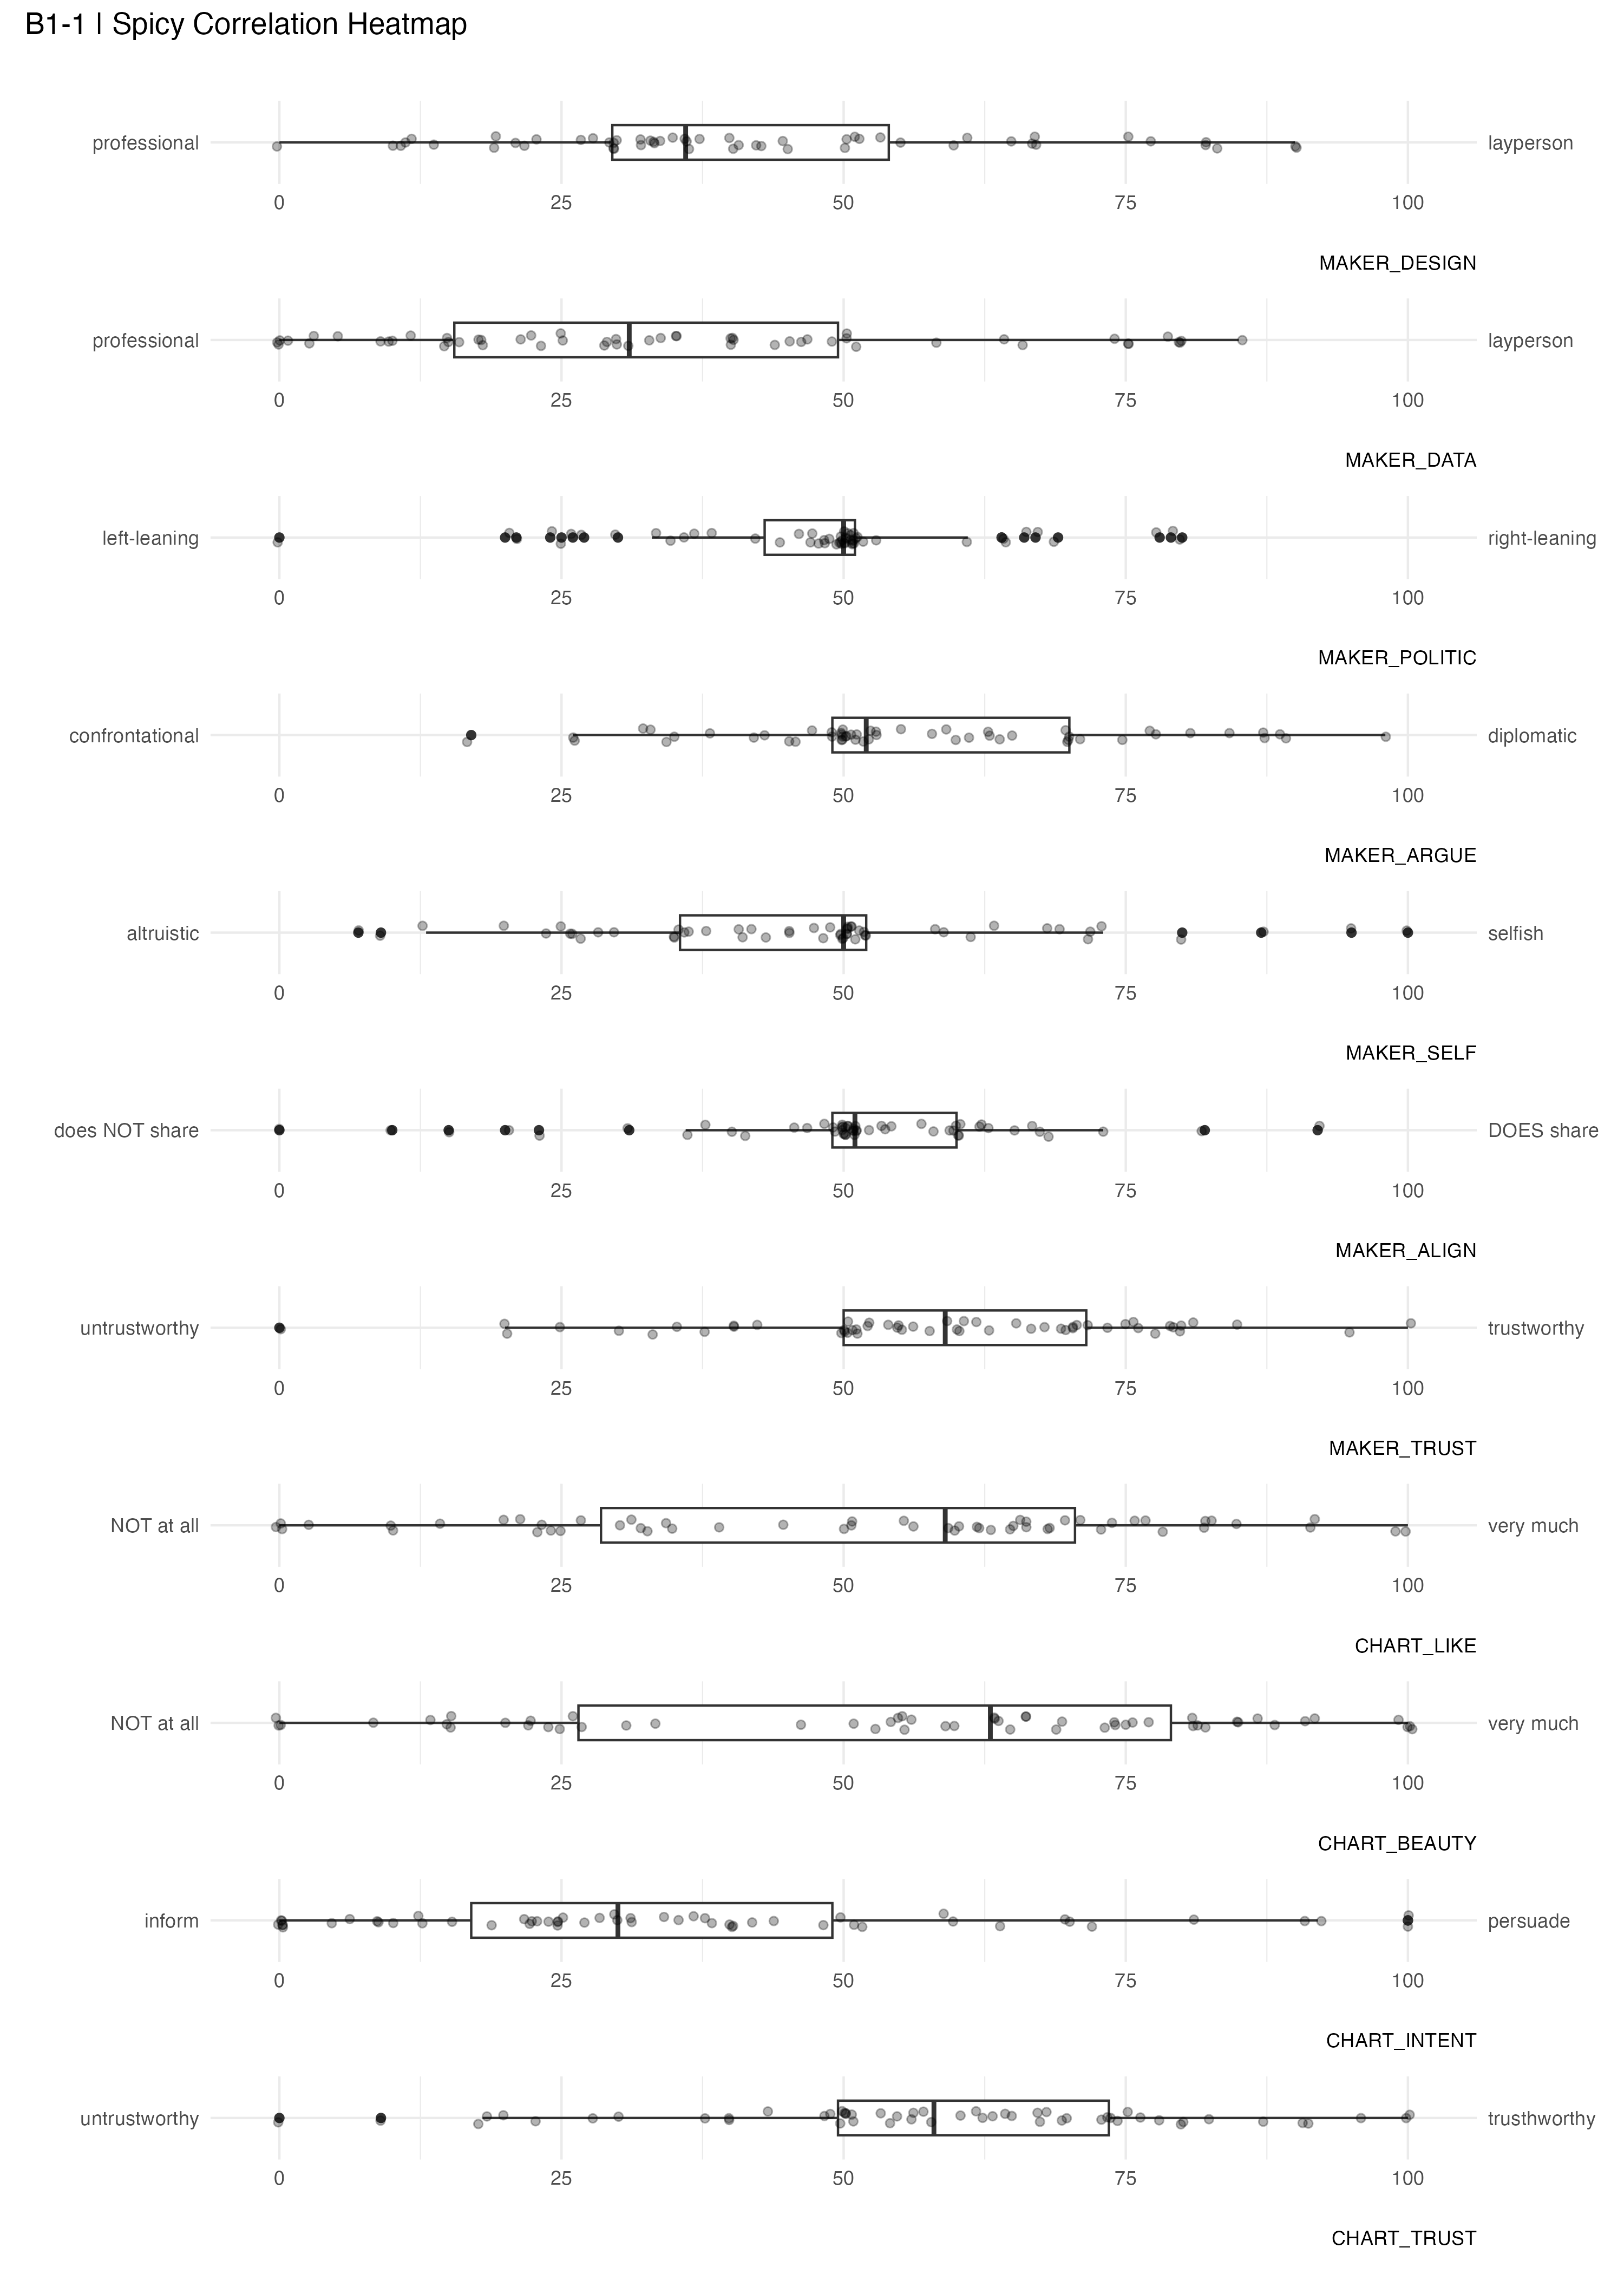 B1-1 | Spicy Correlation Heatmap
professional layperson
0 25 50 75 100
MAKER_DESIGN
professional layperson
0 25 50 75 100
MAKER_DATA
left-leaning right-leaning
0 25 50 75 100
MAKER_POLITIC
confrontational diplomatic
0 25 50 75 100
MAKER_ARGUE
altruistic selfish
0 25 50 75 100
MAKER_SELF
does NOT share DOES share
0 25 50 75 100
MAKER_ALIGN
untrustworthy trustworthy
0 25 50 75 100
MAKER_TRUST
NOT at all very much
0 25 50 75 100
CHART_LIKE
NOT at all very much
0 25 50 75 100
CHART_BEAUTY
inform persuade
0 25 50 75 100
CHART_INTENT
untrustworthy trusthworthy
0 25 50 75 100
CHART_TRUST